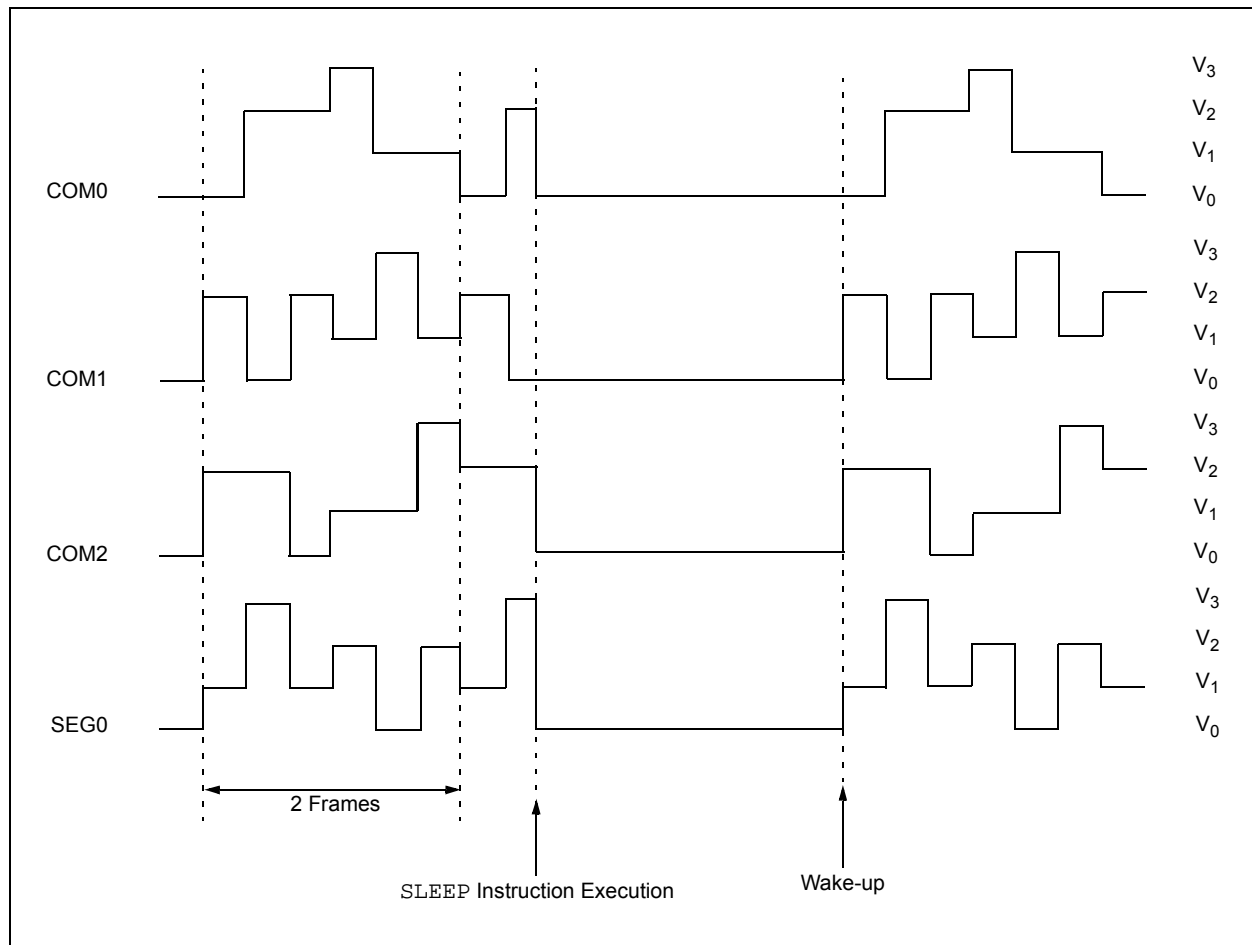 V3
V2
V1
COM0
V0
V3
V2
V1
COM1
V0
V3
V2
V1
COM2
V0
V3
V2
V1
SEG0
V0
2 Frames
SLEEP Instruction Execution
Wake-up